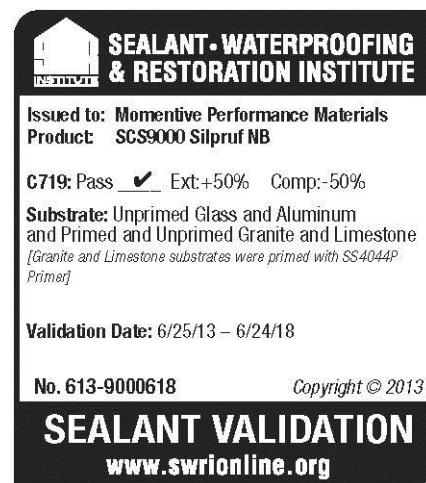 INSTITUTE
SEALANT • WATERPROOFING
& RESTORATION INSTITUTE
Issued to: Momentive Performance Materials
Product: SCS9000 Silpruf NB
C719: Pass ✔ Ext:+50% Comp:-50%
Substrate: Unprimed Glass and Aluminum
and Primed and Unprimed Granite and Limestone
[Granite and Limestone substrates were primed with SS4044P
Primer]
Validation Date: 6/25/13 – 6/24/18
No. 613-9000618 Copyright © 2013
SEALANT VALIDATION
www.swrionline.org